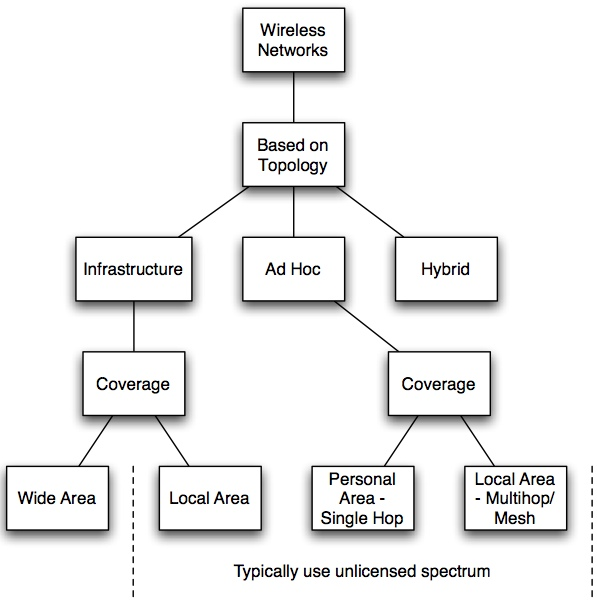 Wireless
Networks
Based on
Topology
Infrastructure
Ad Hoc
Hybrid
Coverage
Coverage
Wide Area
Local Area
Personal
Area -
Single Hop
Local Area
- Multihop/
Mesh
Typically use unlicensed spectrum